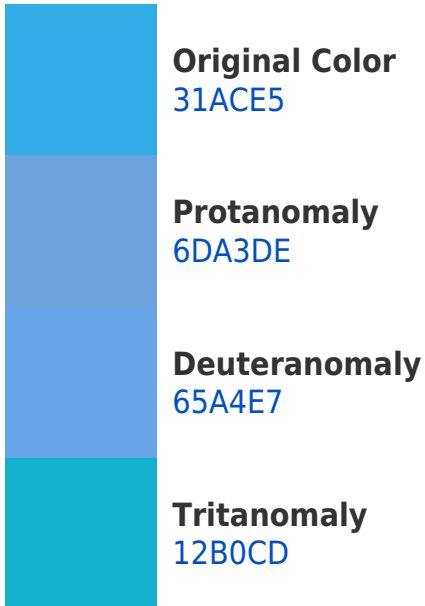 Original Color
31ACE5
Protanomaly
6DA3DE
Deuteranomaly
65A4E7
Tritanomaly
12B0CD